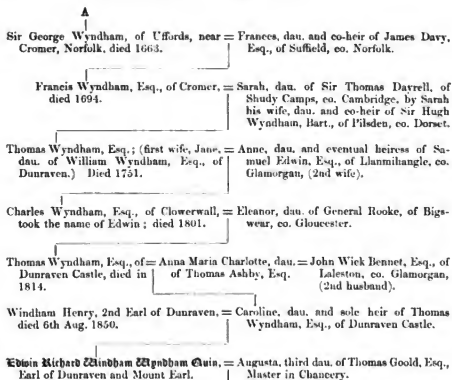 A
Sir George Wyndham, of Uffords, near = Frances, dau. and co-heir of James Davy,
Cromer, Norfolk, died 1663. Esq., of Suffield, co. Norfolk.
Francis Wyndham, Esq., of Cromer, = Sarah, dau. of Sir Thomas Dayrell, of
died 1694. Shudy Camps, co. Cambridge, by Sarah
his wife, dau. and co-heir of Sir Hugh
Wyndham, Bart., of Pilsden, co. Dorset.
Thomas Wyndham, Esq.; (first wife, Jane, = Anne, dau. and eventual heiress of Sa-
dau. of William Wyndham, Esq., of muel Edwin, Esq., of Llanmihangle, co.
Dunraven.) Died 1751. Glamorgan, (2nd wife).
Charles Wyndham, Esq., of Clowerwall, = Eleanor, dau. of General Rooke, of Bigs-
took the name of Edwin; died 1801. wear, co. Gloucester.
Thomas Wyndham, Esq., of = Anna Maria Charlotte, dau. = John Wick Bennet, Esq., of
Dunraven Castle, died in of Thomas Ashby, Esq. Laleston, co. Glamorgan,
1814. (2nd husband).
Windham Henry, 2nd Earl of Dunraven, = Caroline, dau. and sole heir of Thomas
died 6th Aug. 1850. Wyndham, Esq., of Dunraven Castle.
Edwin Richard Windham Wyndham Quin, = Augusta, third dau. of Thomas Goold, Esq.,
Earl of Dunraven and Mount Earl. Master in Chancery.